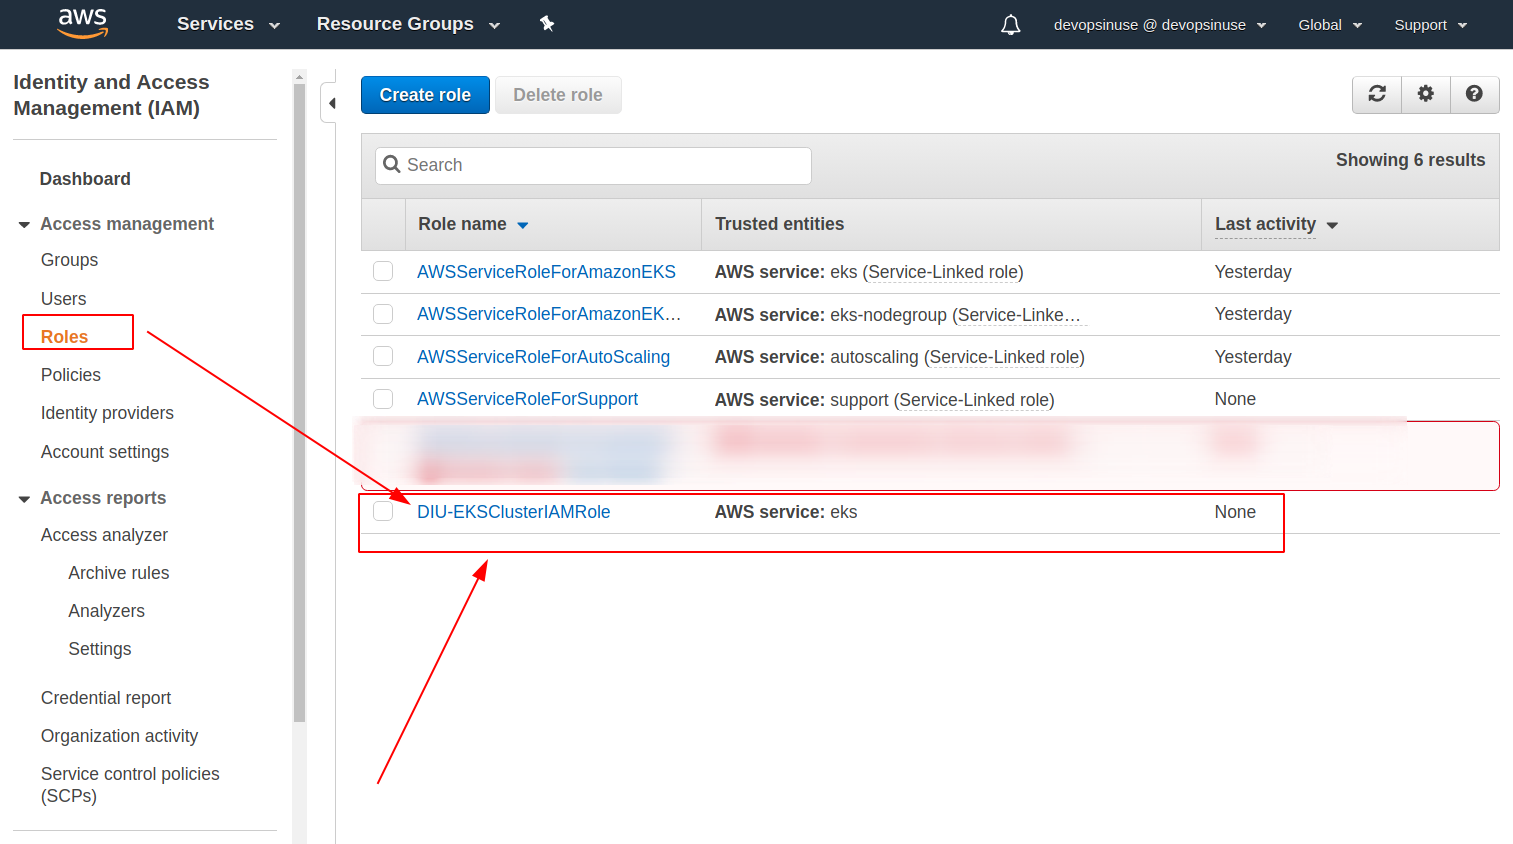 aws Services Resource Groups devopsinuse @ devopsinuse Global Support
Identity and Access
Management (IAM)
Dashboard
Access management
Groups
Users
Roles
Policies
Identity providers
Account settings
Access reports
Access analyzer
Archive rules
Analyzers
Settings
Credential report
Organization activity
Service control policies
(SCPs)
Create role Delete role
Search
Showing 6 results
Role name Trusted entities Last activity
AWSServiceRoleForAmazonEKS AWS service: eks (Service-Linked role) Yesterday
AWSServiceRoleForAmazonEK... AWS service: eks-nodegroup (Service-Linke... Yesterday
AWSServiceRoleForAutoScaling AWS service: autoscaling (Service-Linked role) Yesterday
AWSServiceRoleForSupport AWS service: support (Service-Linked role) None
DIU-EKSClusterIAMRole AWS service: eks None